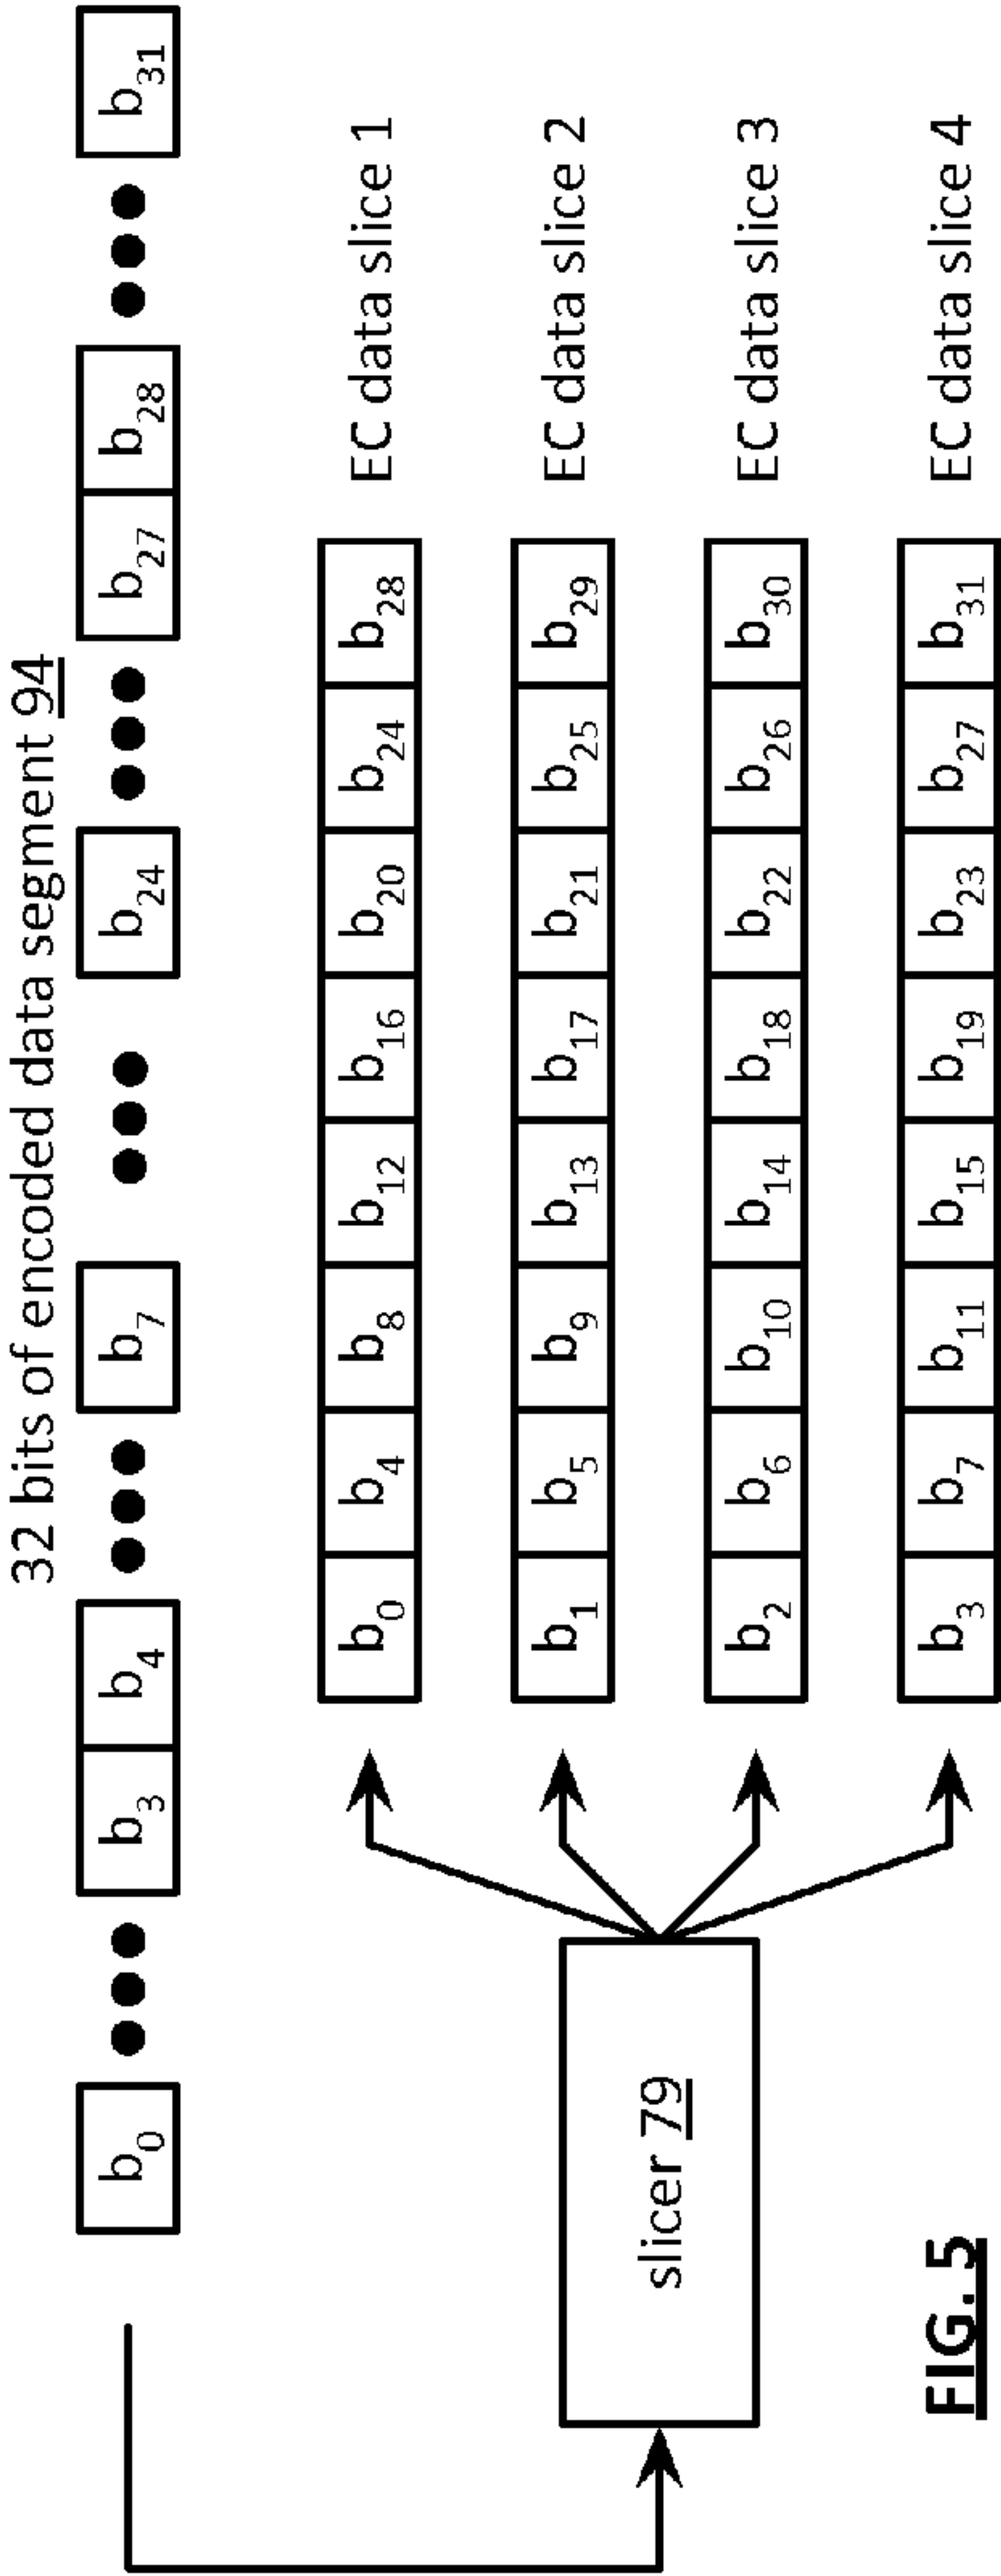 32 bits of encoded data segment 94
b0 ••• b3 b4 ••• b7 ••• b24 ••• b27 b28 ••• b31
b0 b4 b8 b12 b16 b20 b24 b28 EC data slice 1
b1 b5 b9 b13 b17 b21 b25 b29 EC data slice 2
slicer 79
b2 b6 b10 b14 b18 b22 b26 b30 EC data slice 3
b3 b7 b11 b15 b19 b23 b27 b31 EC data slice 4
FIG. 5